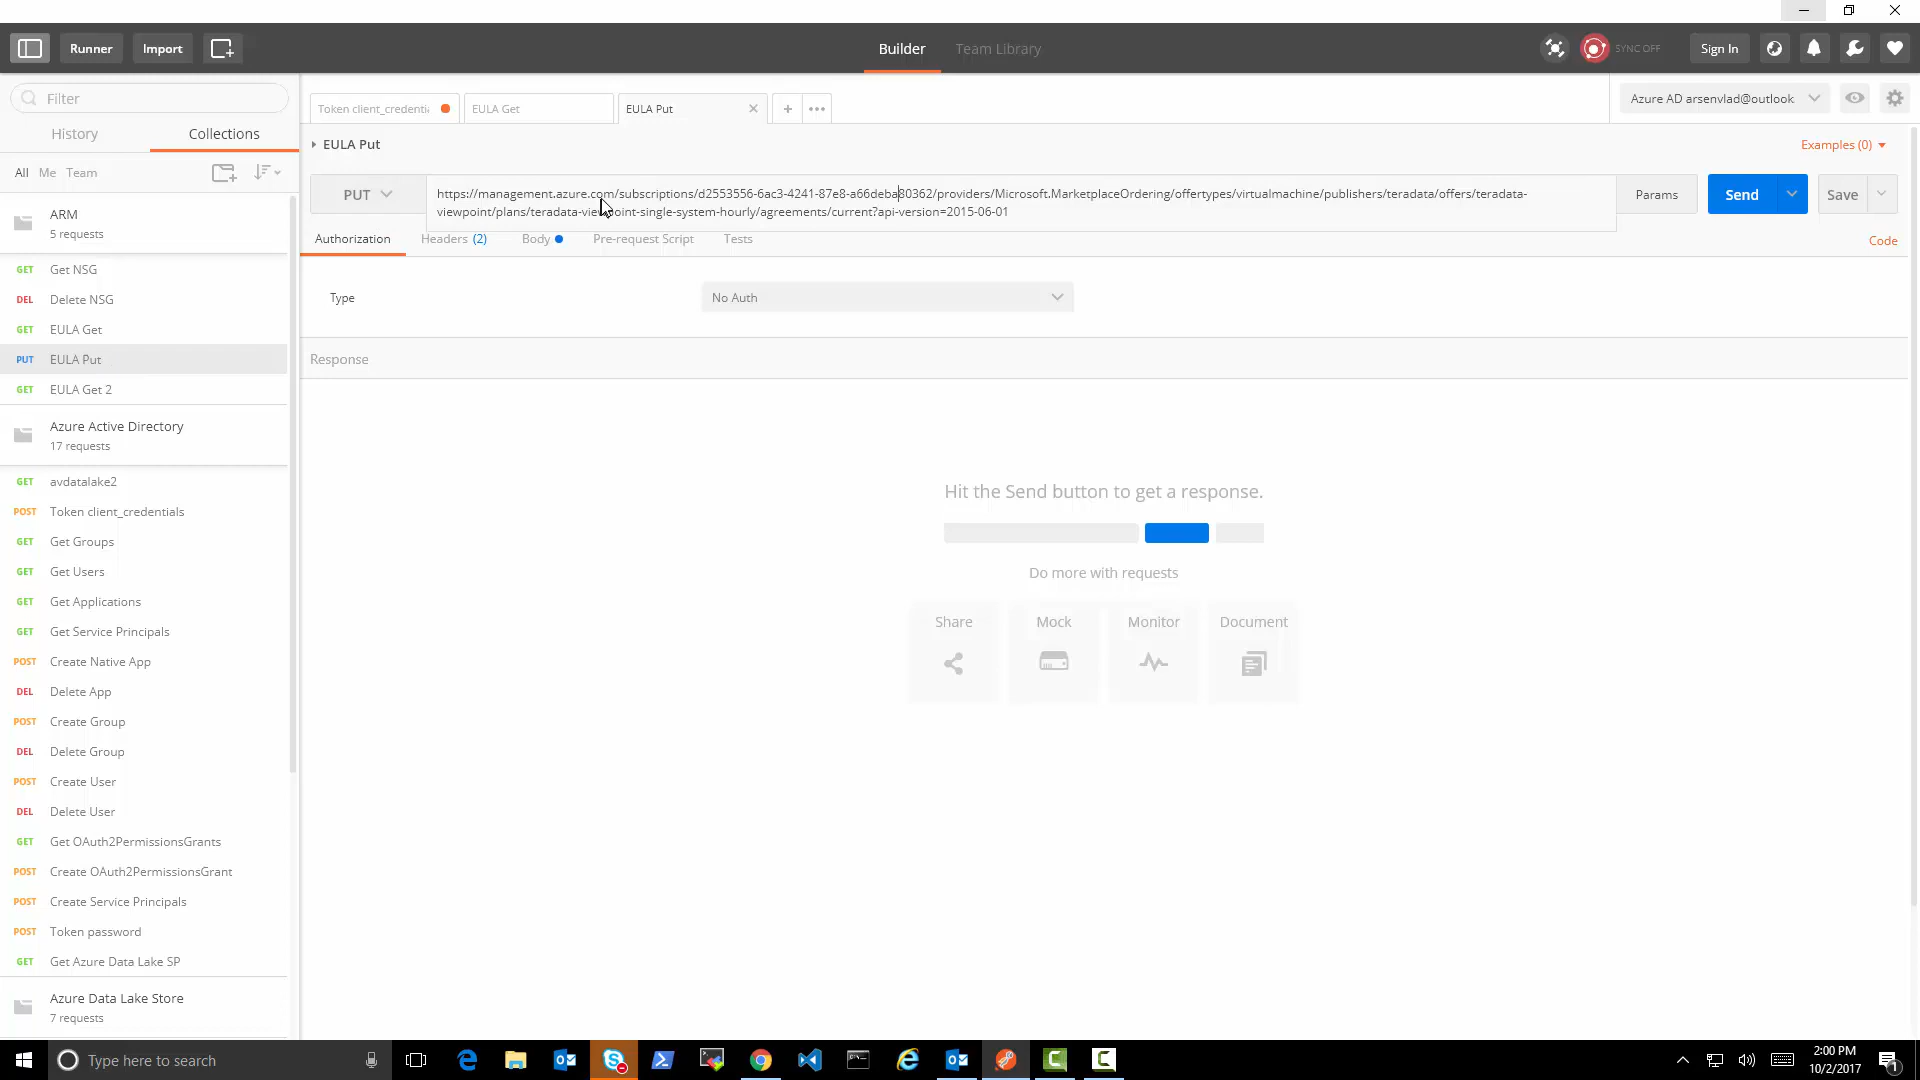 Runner
Import
Builder
Team Library
SYNC OFF
Sign In
Filter
History
Collections
All Me Team
ARM
5 requests
GET Get NSG
DEL Delete NSG
GET EULA Get
PUT EULA Put
GET EULA Get 2
Azure Active Directory
17 requests
GET avdatalake2
POST Token client_credentials
GET Get Groups
GET Get Users
GET Get Applications
GET Get Service Principals
POST Create Native App
DEL Delete App
POST Create Group
DEL Delete Group
POST Create User
DEL Delete User
GET Get OAuth2PermissionsGrants
POST Create OAuth2PermissionsGrant
POST Create Service Principals
POST Token password
GET Get Azure Data Lake SP
Azure Data Lake Store
7 requests
Token client_credenti
EULA Get
EULA Put
Azure AD arsenvlad@outlook
EULA Put
Examples (0)
PUT
https://management.azure.com/subscriptions/d2553556-6ac3-4241-87e8-a66deba80362/providers/Microsoft.MarketplaceOrdering/offertypes/virtualmachine/publishers/teradata/offers/teradata-
viewpoint/plans/teradata-viewpoint-single-system-hourly/agreements/current?api-version=2015-06-01
Params
Send
Save
Authorization
Headers (2)
Body
Pre-request Script
Tests
Code
Type
No Auth
Response
Hit the Send button to get a response.
Do more with requests
Share
Mock
Monitor
Document
Type here to search
2:00 PM
10/2/2017
1